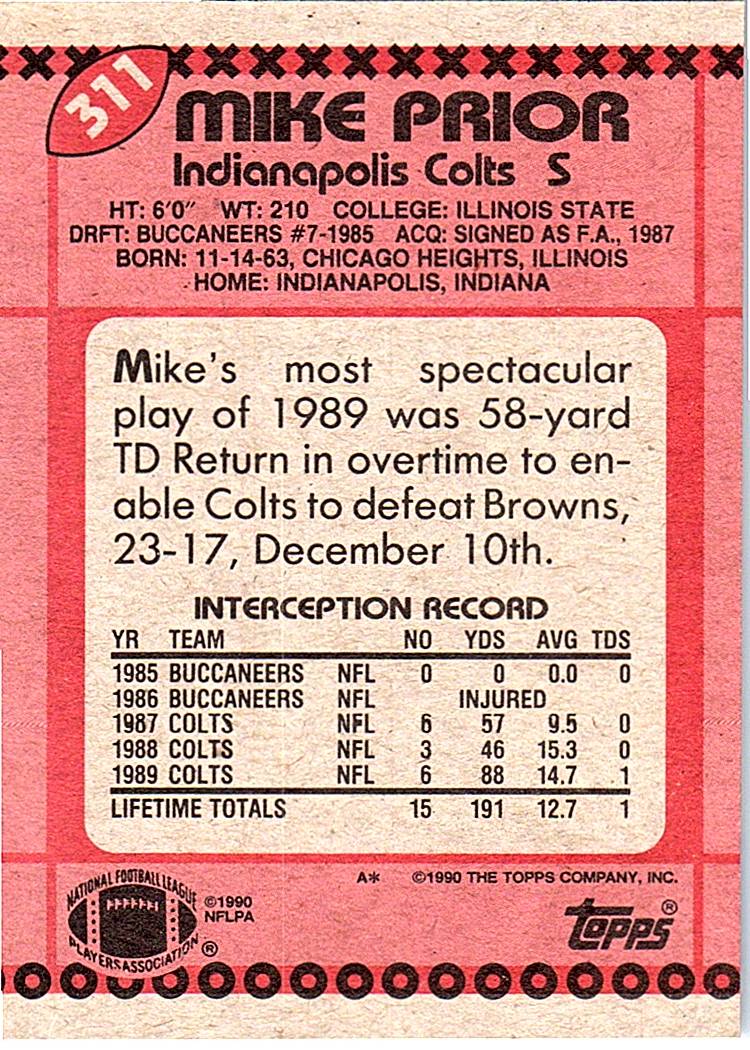 311
MIKE PRIOR
Indianapolis Colts S
HT: 6'0" WT: 210 COLLEGE: ILLINOIS STATE
DRFT: BUCCANEERS #7-1985 ACQ: SIGNED AS F.A., 1987
BORN: 11-14-63, CHICAGO HEIGHTS, ILLINOIS
HOME: INDIANAPOLIS, INDIANA
Mike's most spectacular
play of 1989 was 58-yard
TD Return in overtime to en-
able Colts to defeat Browns,
23-17, December 10th.
INTERCEPTION RECORD
YR TEAM NO YDS AVG TDS
1985 BUCCANEERS NFL 0 0 0.0 0
1986 BUCCANEERS NFL INJURED
1987 COLTS NFL 6 57 9.5 0
1988 COLTS NFL 3 46 15.3 0
1989 COLTS NFL 6 88 14.7 1
LIFETIME TOTALS 15 191 12.7 1
A* ©1990 THE TOPPS COMPANY, INC.
NATIONAL FOOTBALL LEAGUE
PLAYERS ASSOCIATION ®
©1990
NFLPA
topps ®